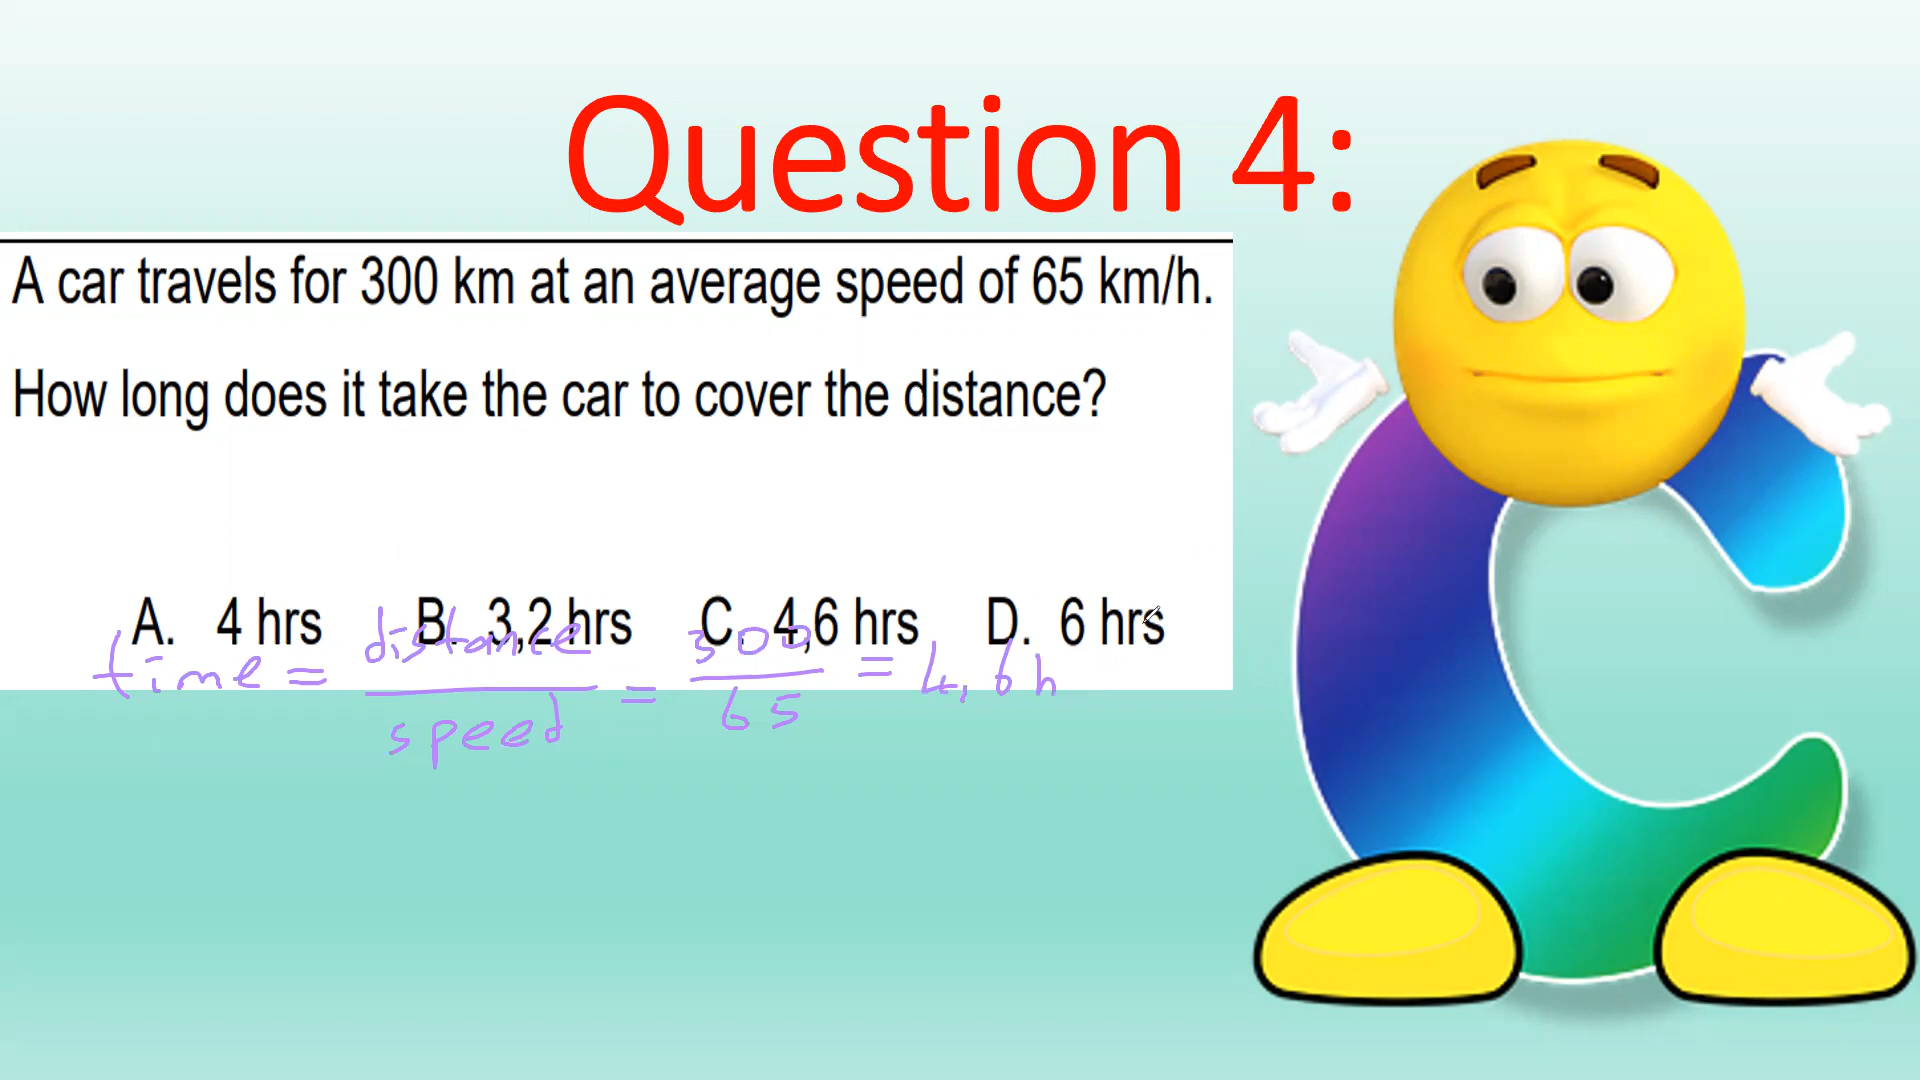 Question 4:
A car travels for 300 km at an average speed of 65 km/h.
How long does it take the car to cover the distance?
A. 4 hrs B. 3,2 hrs C. 4,6 hrs D. 6 hrs
time = distance / speed = 300 / 65 = 4,6h